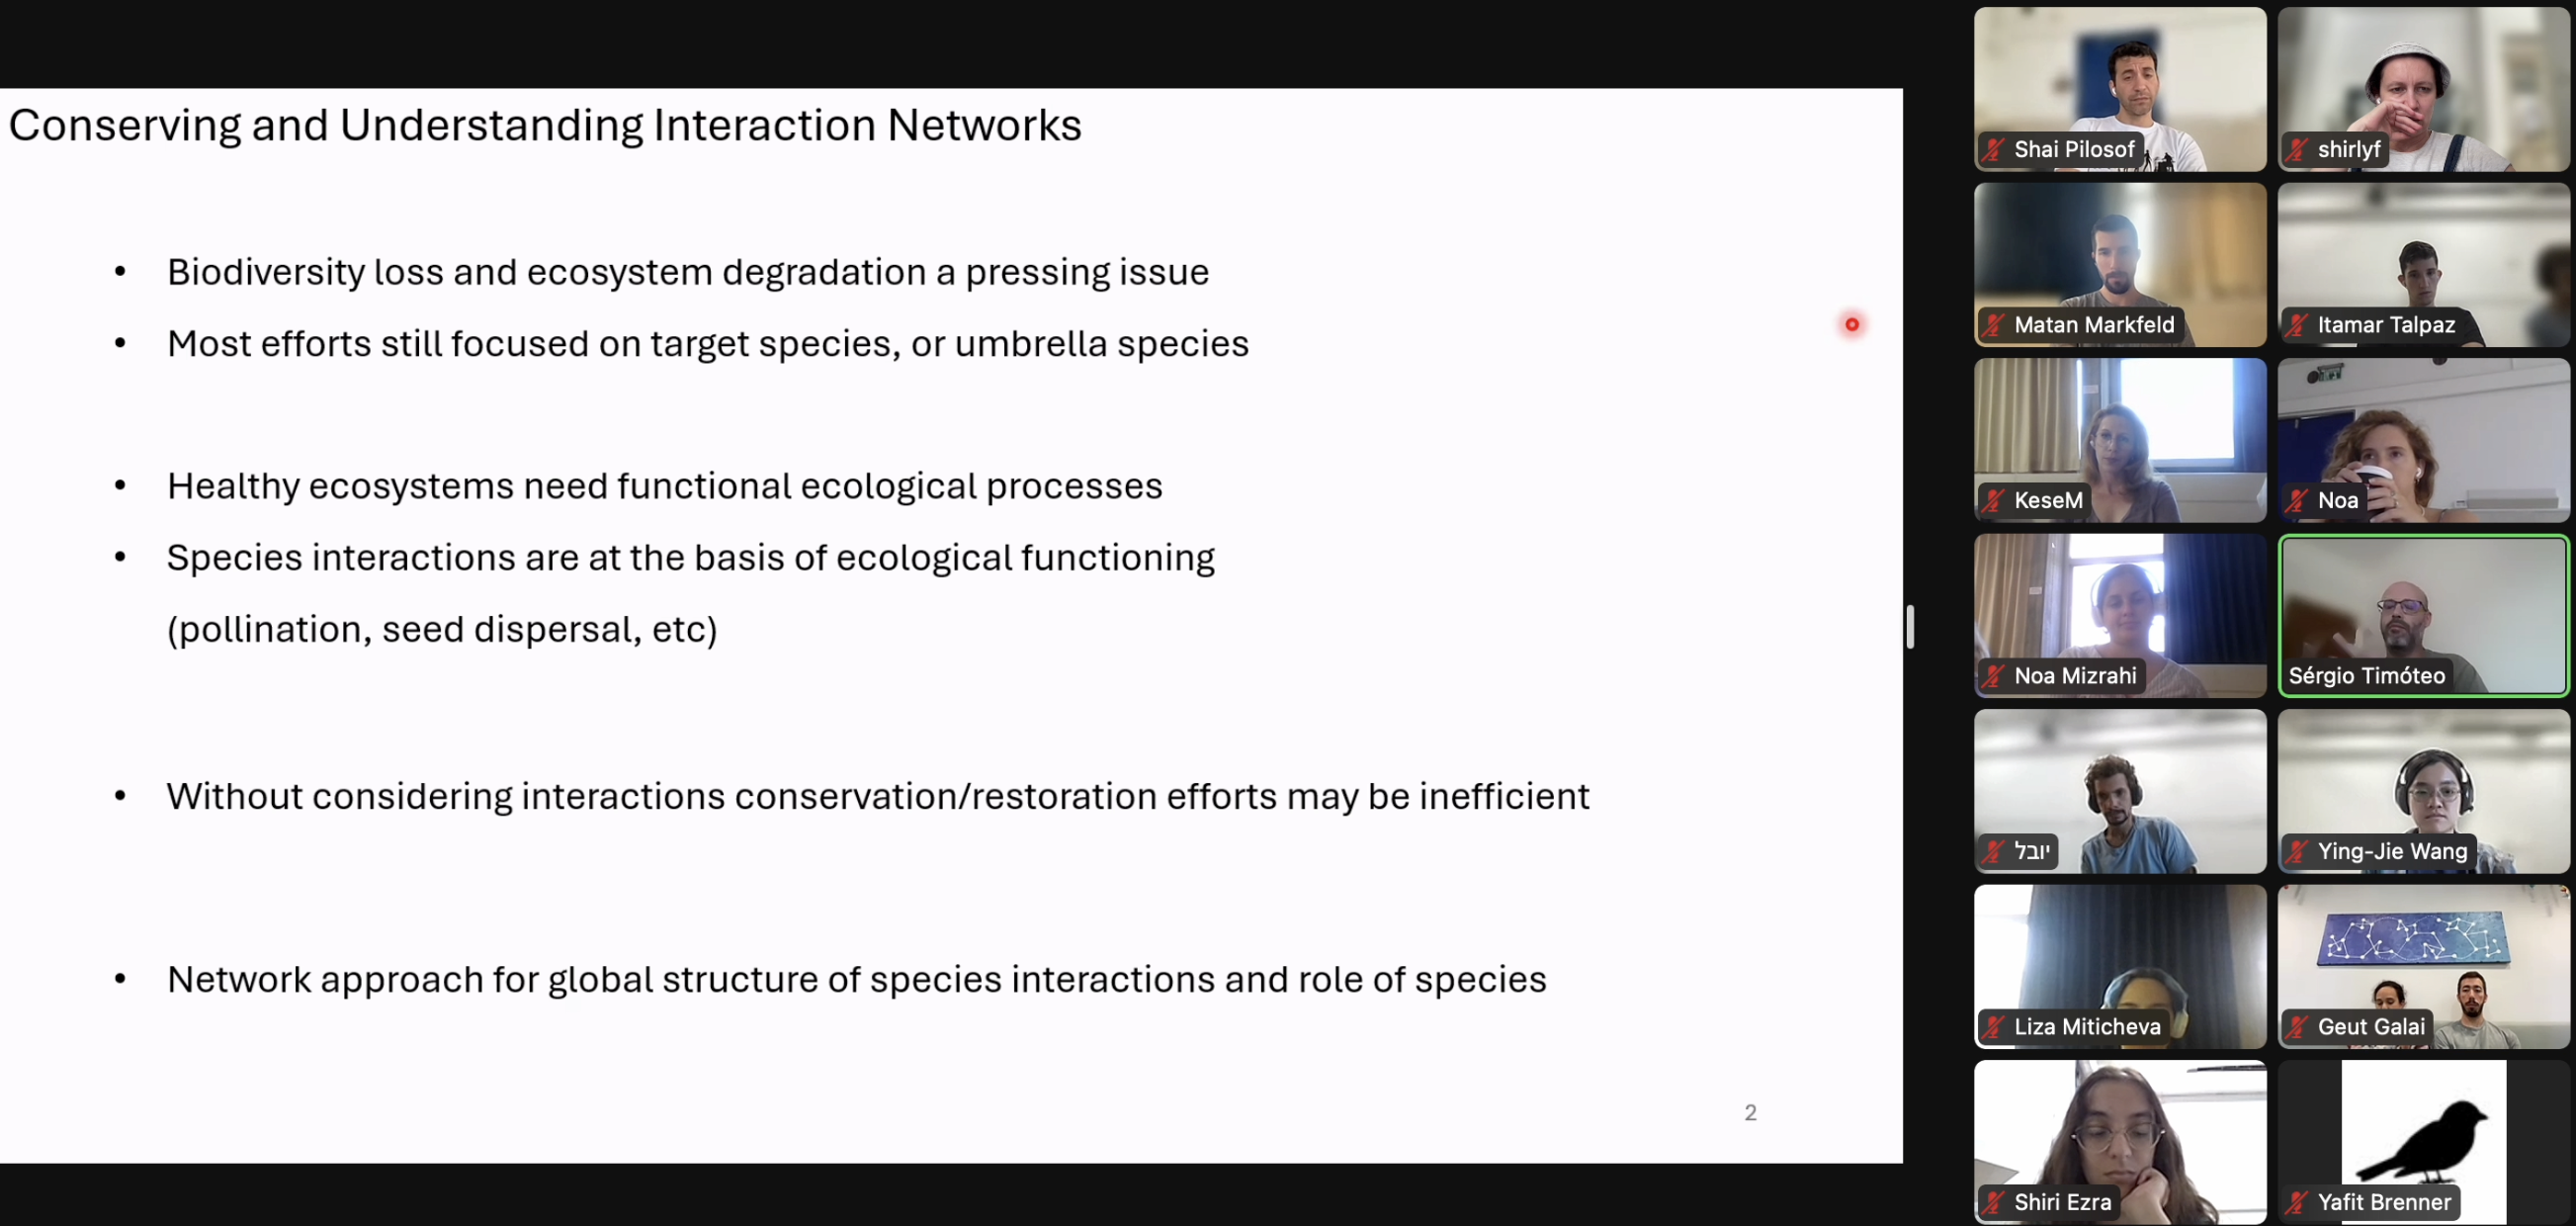 Conserving and Understanding Interaction Networks
• Biodiversity loss and ecosystem degradation a pressing issue
• Most efforts still focused on target species, or umbrella species
• Healthy ecosystems need functional ecological processes
• Species interactions are at the basis of ecological functioning
(pollination, seed dispersal, etc)
• Without considering interactions conservation/restoration efforts may be inefficient
• Network approach for global structure of species interactions and role of species
2
Shai Pilosof
shirlyf
Matan Markfeld
Itamar Talpaz
KeseM
Noa
Noa Mizrahi
Sérgio Timóteo
יובל
Ying-Jie Wang
Liza Miticheva
Geut Galai
Shiri Ezra
Yafit Brenner